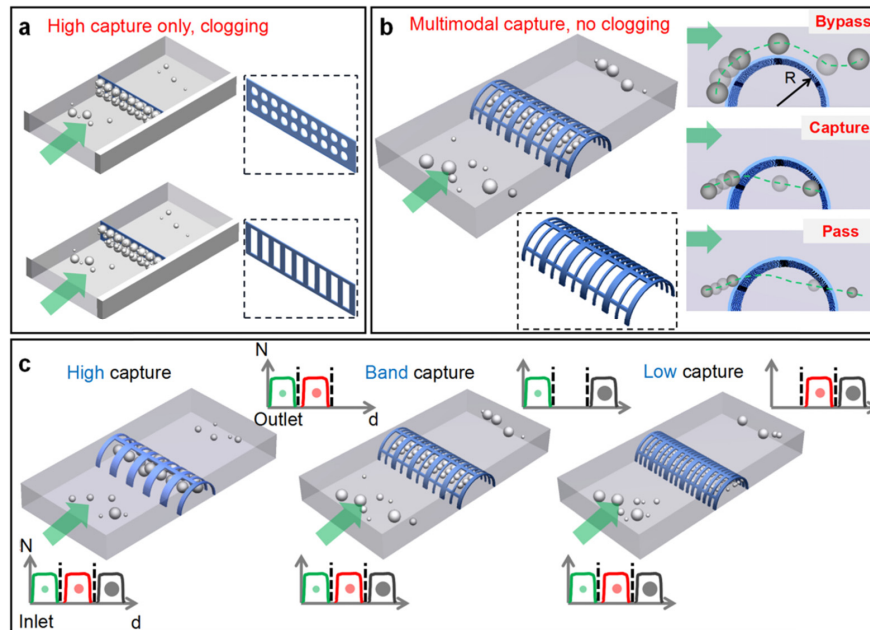 a
High capture only, clogging
b
Multimodal capture, no clogging
Bypass
R
Capture
Pass
c
High capture
N
Outlet
d
Band capture
Low capture
N
Inlet
d